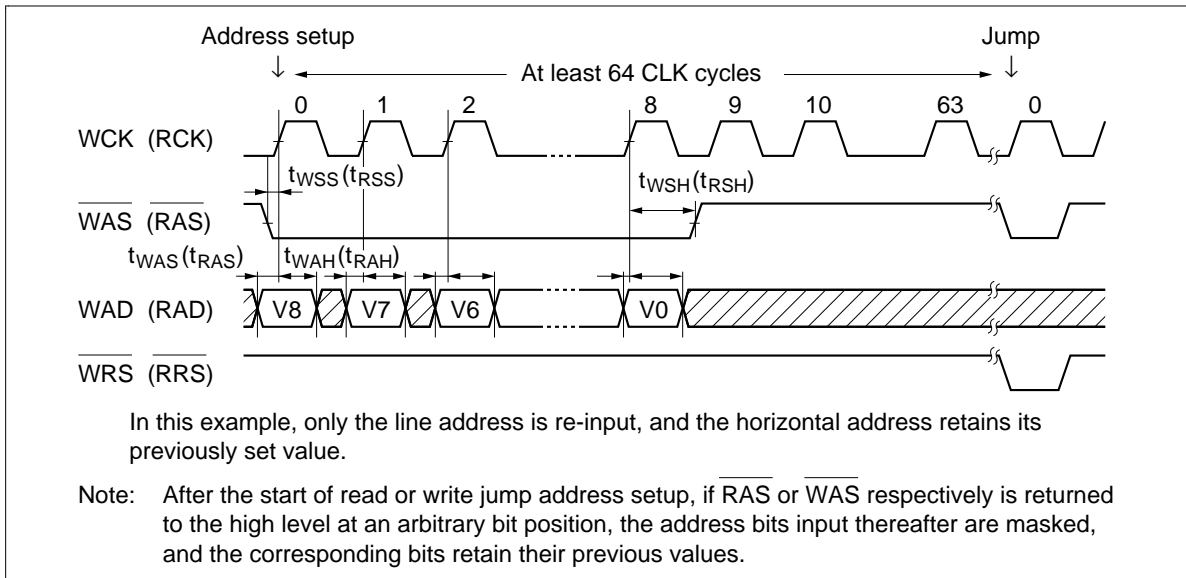 Address setup Jump
At least 64 CLK cycles
0 1 2 8 9 10 63 0
WCK (RCK)
tWSS (tRSS) tWSH (tRSH)
WAS (RAS)
tWAS (tRAS) tWAH (tRAH)
WAD (RAD) V8 V7 V6 V0
WRS (RRS)
In this example, only the line address is re-input, and the horizontal address retains its
previously set value.
Note: After the start of read or write jump address setup, if RAS or WAS respectively is returned
to the high level at an arbitrary bit position, the address bits input thereafter are masked,
and the corresponding bits retain their previous values.